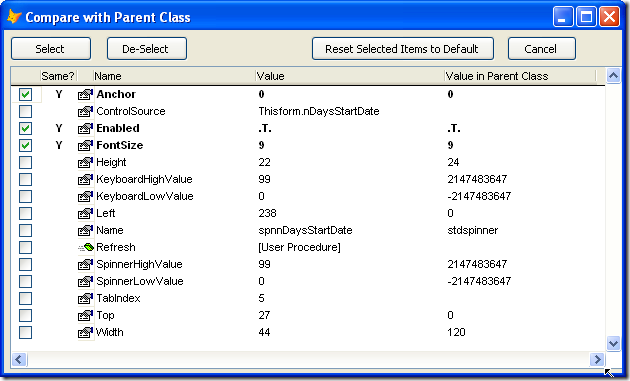 Compare with Parent Class
Select De-Select Reset Selected Items to Default Cancel
Same? Name Value Value in Parent Class
Y Anchor 0 0
ControlSource Thisform.nDaysStartDate
Y Enabled .T. .T.
Y FontSize 9 9
Height 22 24
KeyboardHighValue 99 2147483647
KeyboardLowValue 0 -2147483647
Left 238 0
Name spnnDaysStartDate stdspinner
Refresh [User Procedure]
SpinnerHighValue 99 2147483647
SpinnerLowValue 0 -2147483647
TabIndex 5
Top 27 0
Width 44 120